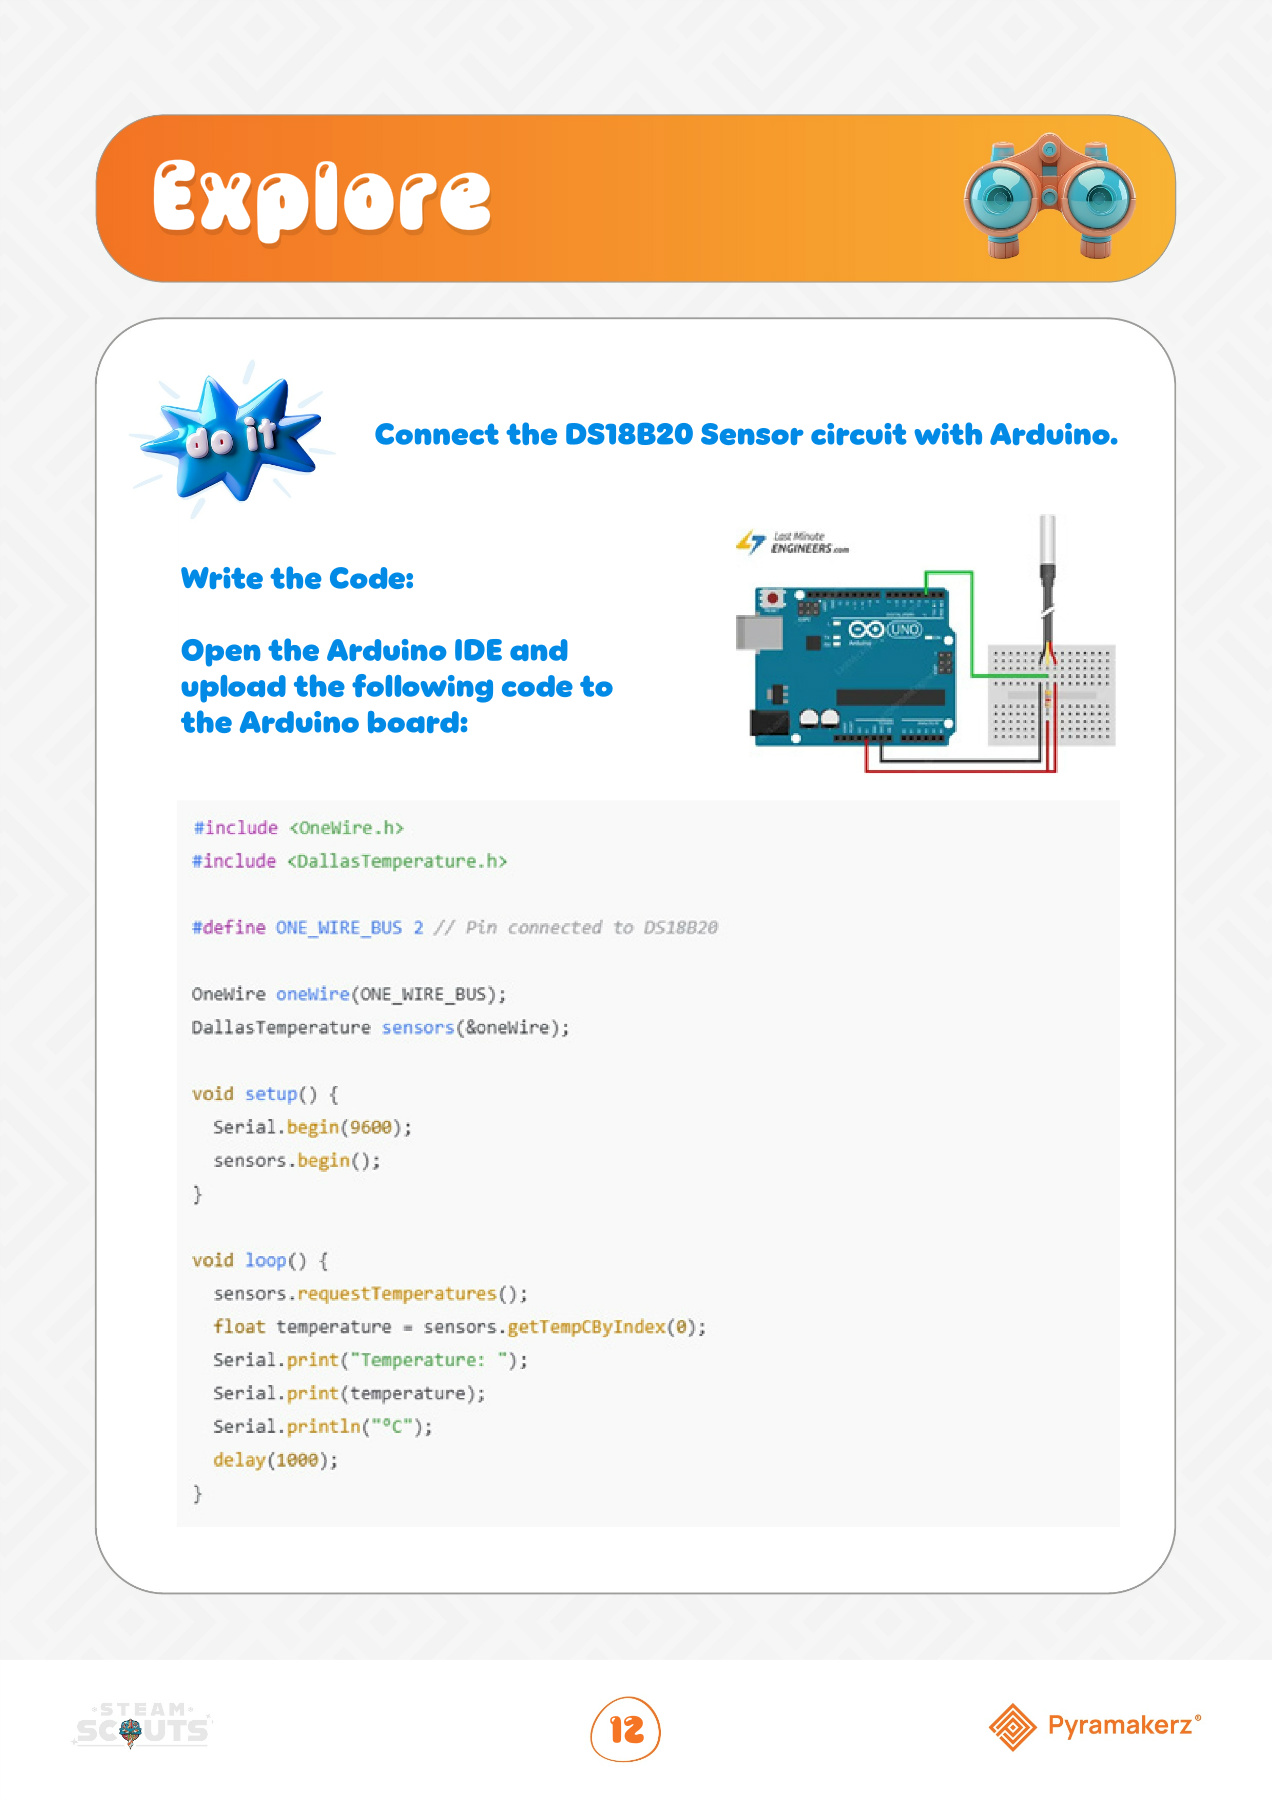 Explore
do it
Connect the DS18B20 Sensor circuit with Arduino.
Last Minute
ENGINEERS.com
Write the Code:
Open the Arduino IDE and
upload the following code to
the Arduino board:
UNO
Arduino
#include <OneWire.h>
#include <DallasTemperature.h>
#define ONE_WIRE_BUS 2 // Pin connected to DS18B20
OneWire oneWire(ONE_WIRE_BUS);
DallasTemperature sensors(&oneWire);
void setup() {
  Serial.begin(9600);
  sensors.begin();
}
void loop() {
  sensors.requestTemperatures();
  float temperature = sensors.getTempCByIndex(0);
  Serial.print("Temperature: ");
  Serial.print(temperature);
  Serial.println("ºC");
  delay(1000);
}
STEAM
SCOUTS
12
Pyramakerz®